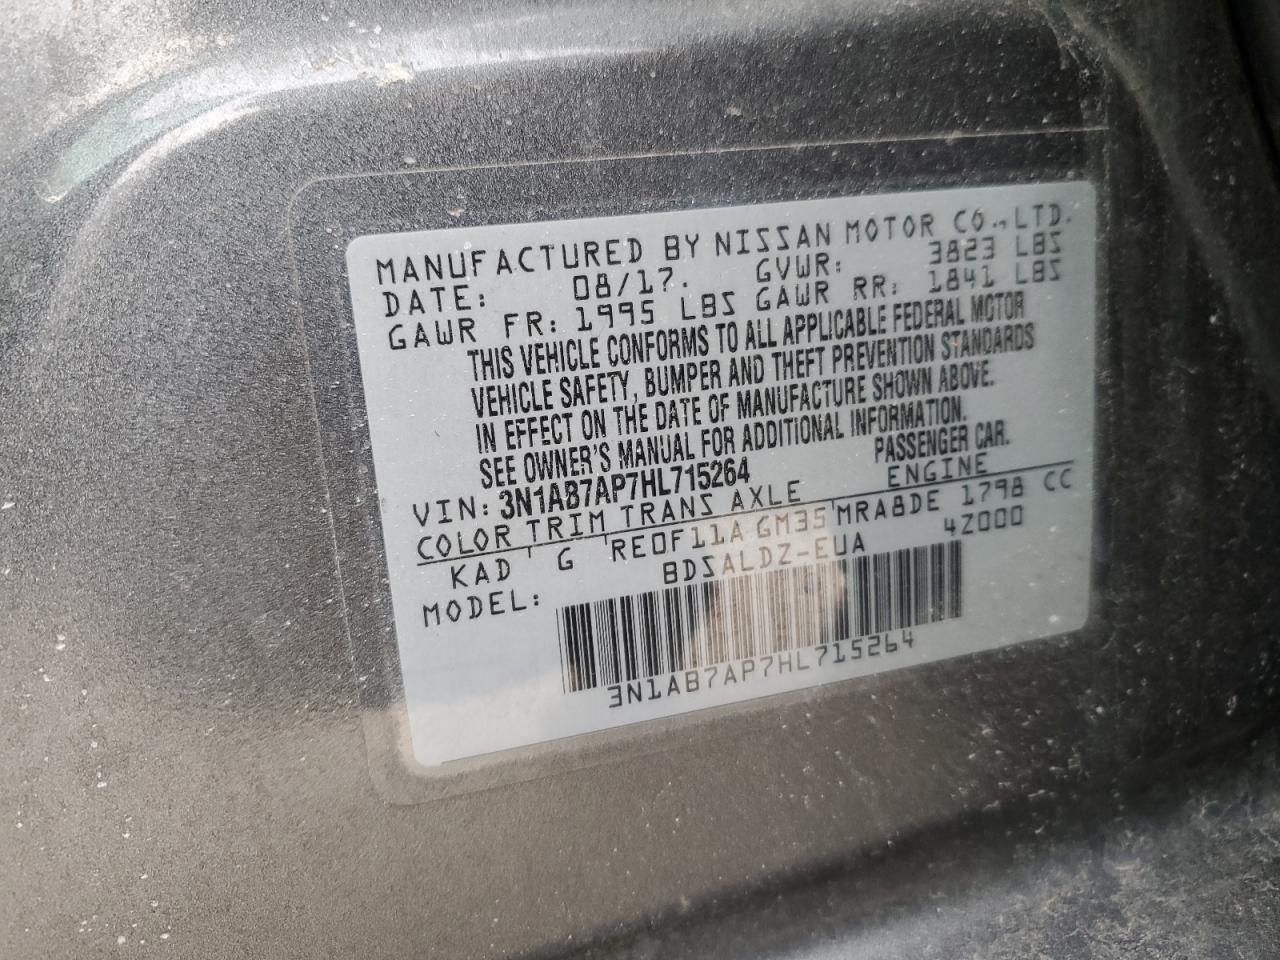 MANUFACTURED BY NISSAN MOTOR CO.,LTD.
DATE: 08/17. GVWR: 3823 LBS
GAWR FR: 1995 LBS GAWR RR: 1841 LBS
THIS VEHICLE CONFORMS TO ALL APPLICABLE FEDERAL MOTOR
VEHICLE SAFETY, BUMPER AND THEFT PREVENTION STANDARDS
IN EFFECT ON THE DATE OF MANUFACTURE SHOWN ABOVE.
SEE OWNER'S MANUAL FOR ADDITIONAL INFORMATION.
VIN: 3N1AB7AP7HL715264 PASSENGER CAR.
COLOR TRIM TRANS AXLE ENGINE
KAD G RE0F11A GM35 MRA8DE 1798 CC
MODEL: BDSALDZ-EUA 4Z000
3N1AB7AP7HL715264